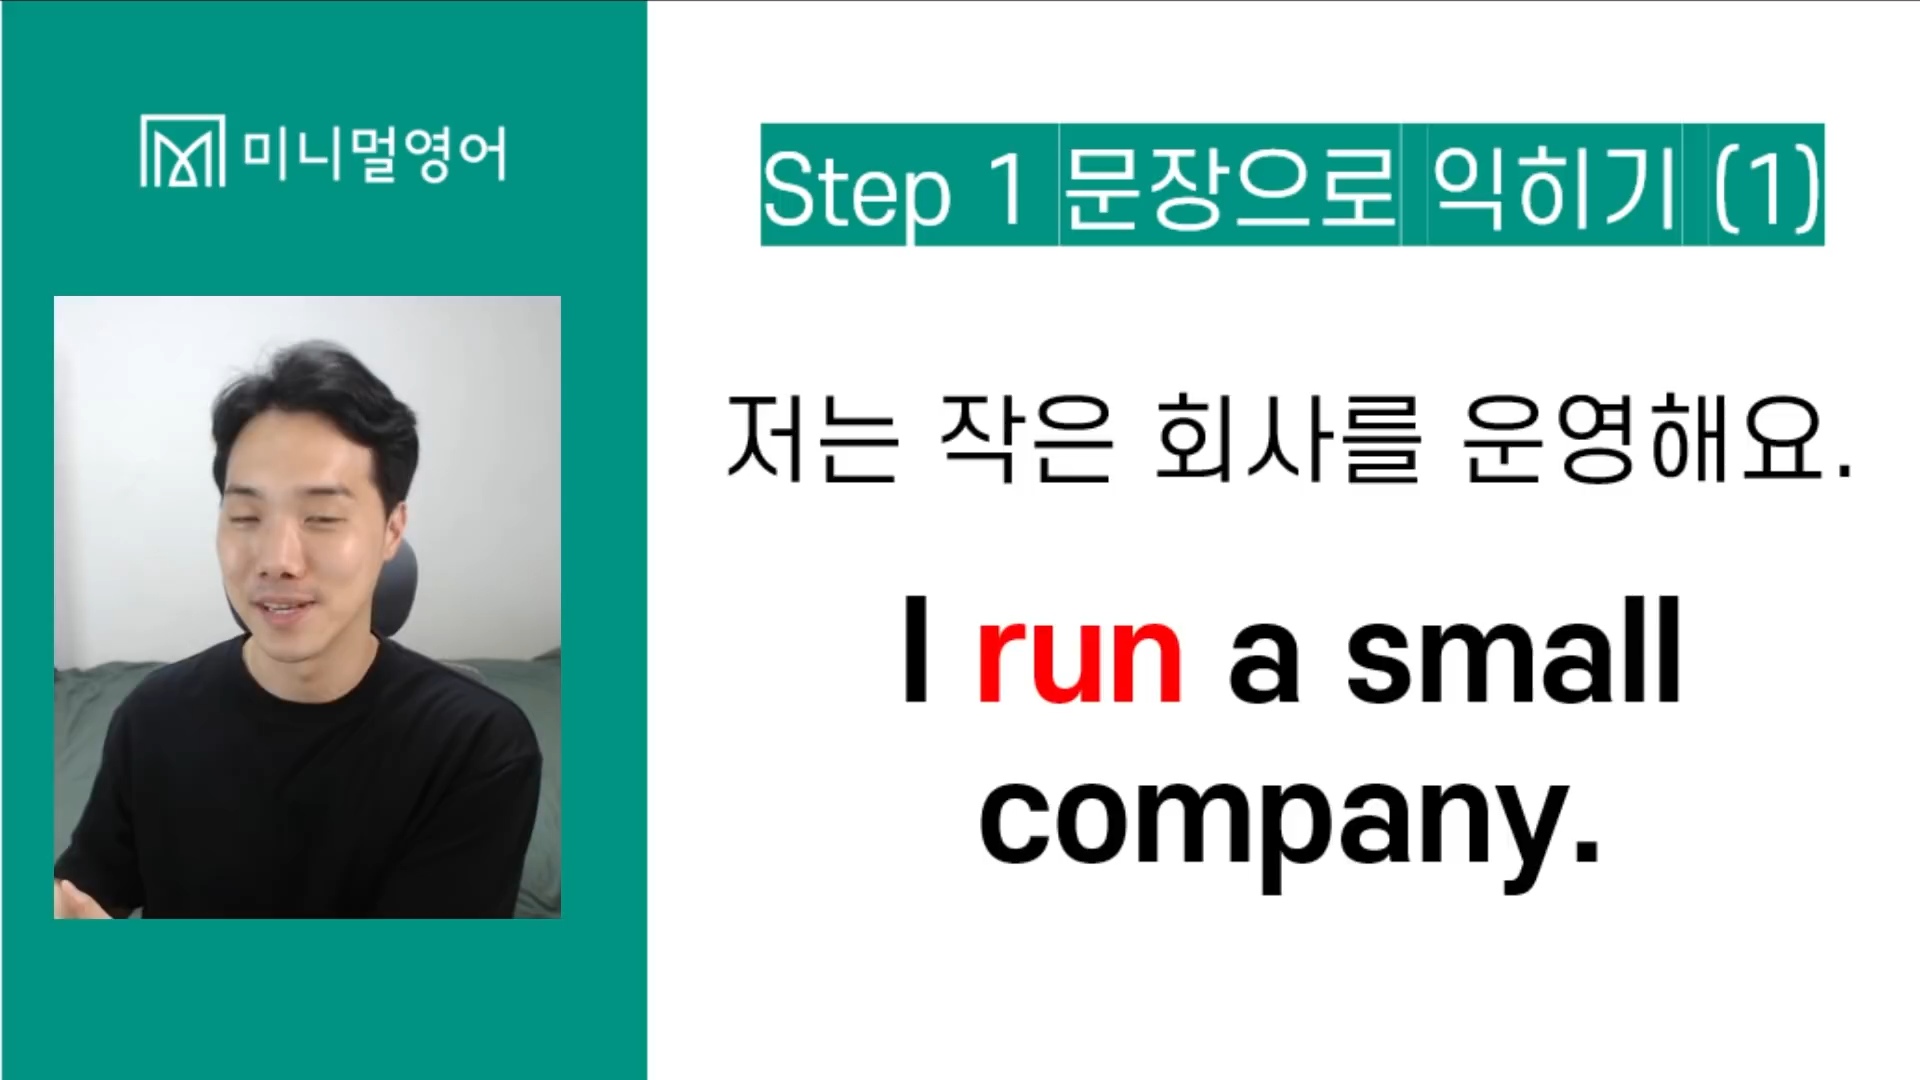 미니멀영어
Step 1 문장으로 익히기 (1)
저는 작은 회사를 운영해요.
I run a small
company.